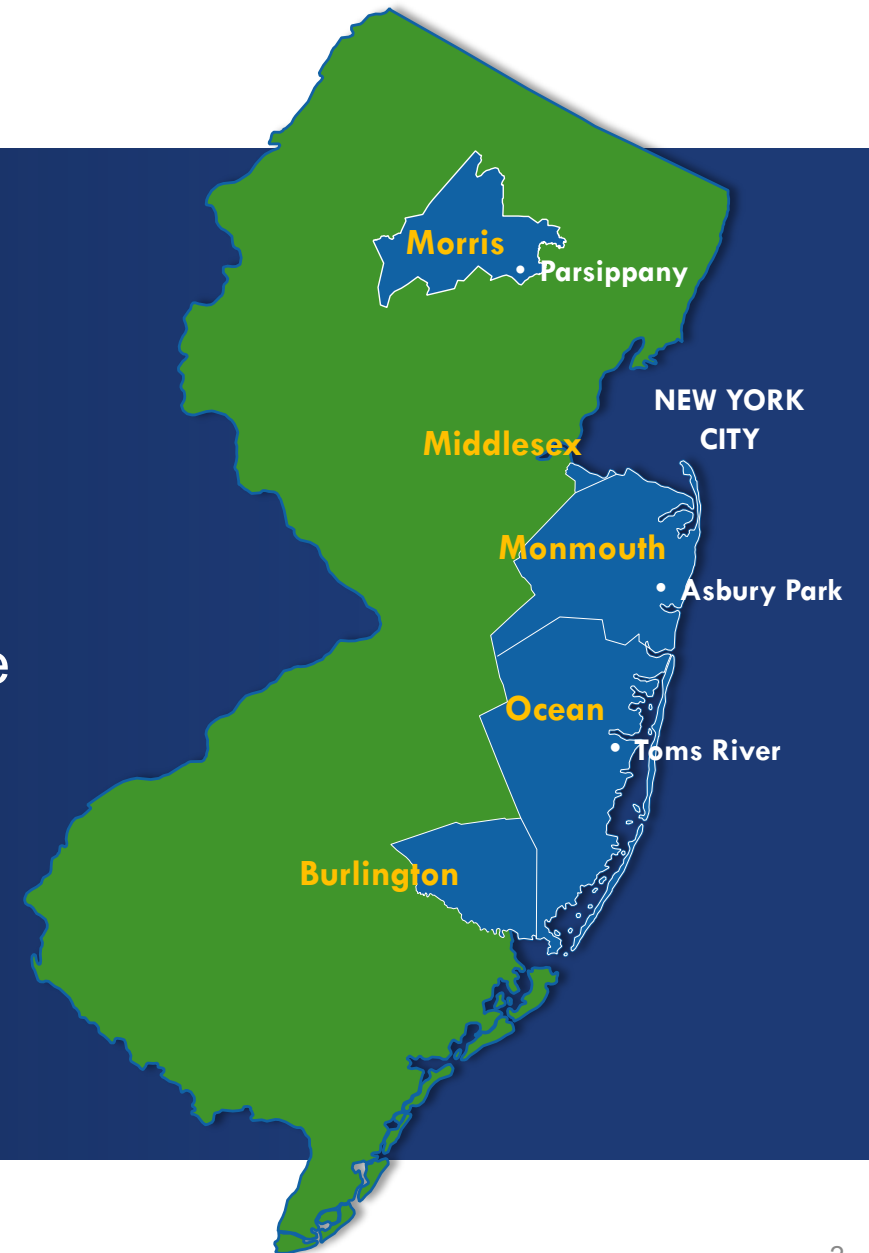 Morris
Parsippany
NEW YORK
CITY
Middlesex
Monmouth
Asbury Park
e
Ocean
Toms River
Burlington